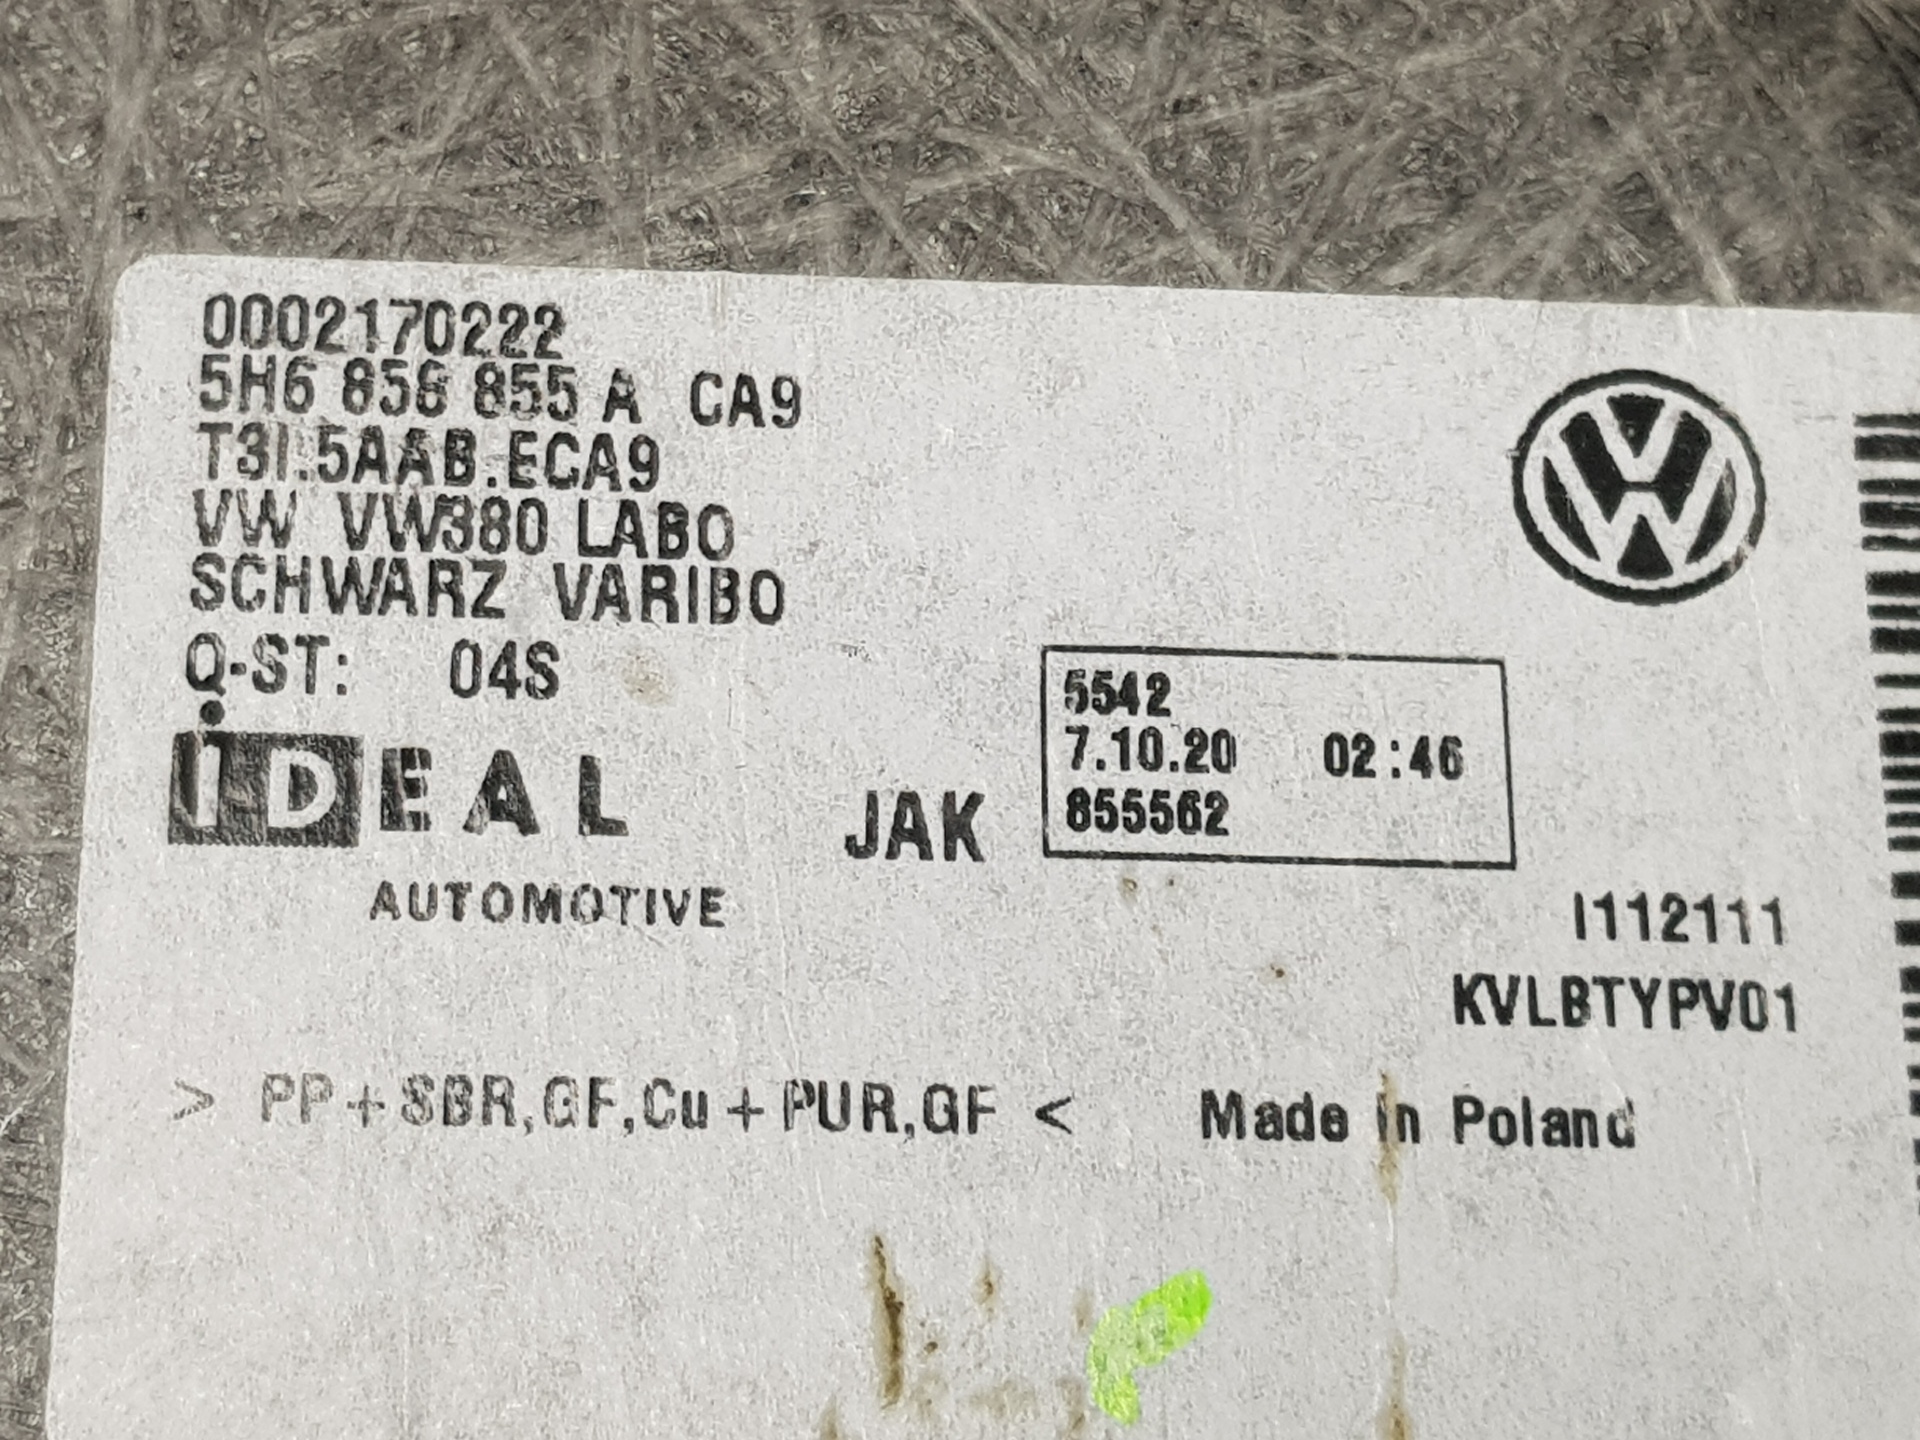 0002170222
5H6 858 855 A CA9
T3I.5AAB.ECA9
VW VW380 LABO
SCHWARZ VARIBO
Q-ST: 04S
IDEAL
AUTOMOTIVE
JAK
5542
7.10.20 02:46
855562
VW
I112111
KVLBTYPV01
> PP+SBR,GF,Cu+PUR,GF < Made in Poland